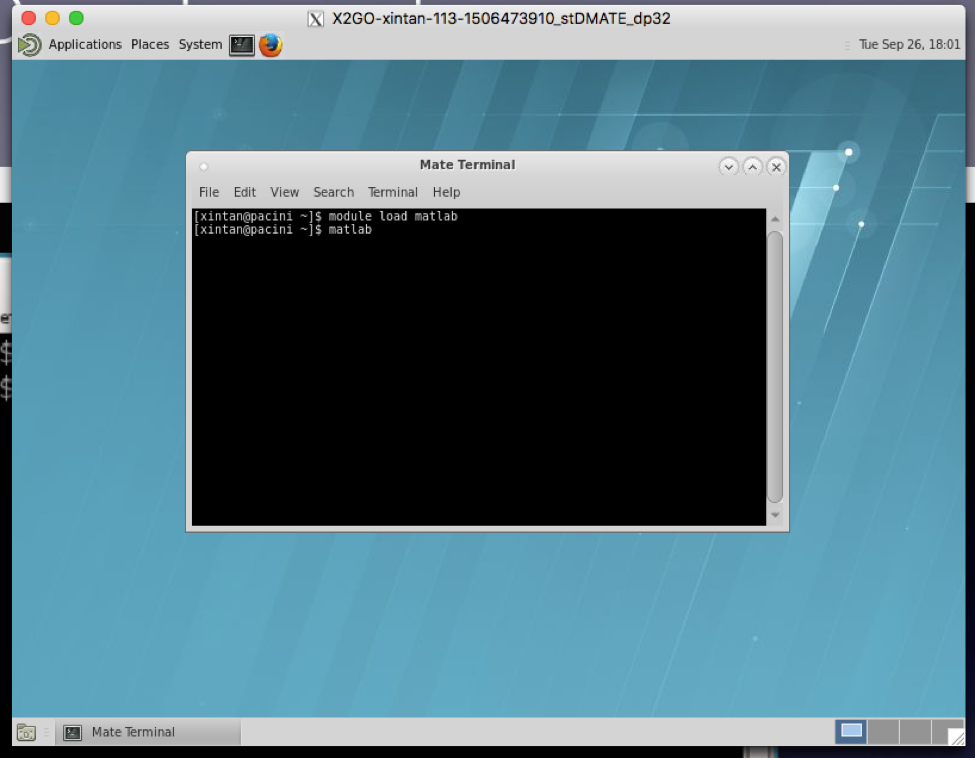 X2GO-xintan-113-1506473910_stDMATE_dp32
Applications Places System Tue Sep 26, 18:01
Mate Terminal
File Edit View Search Terminal Help
[xintan@pacini ~]$ module load matlab
[xintan@pacini ~]$ matlab
$
$
Mate Terminal